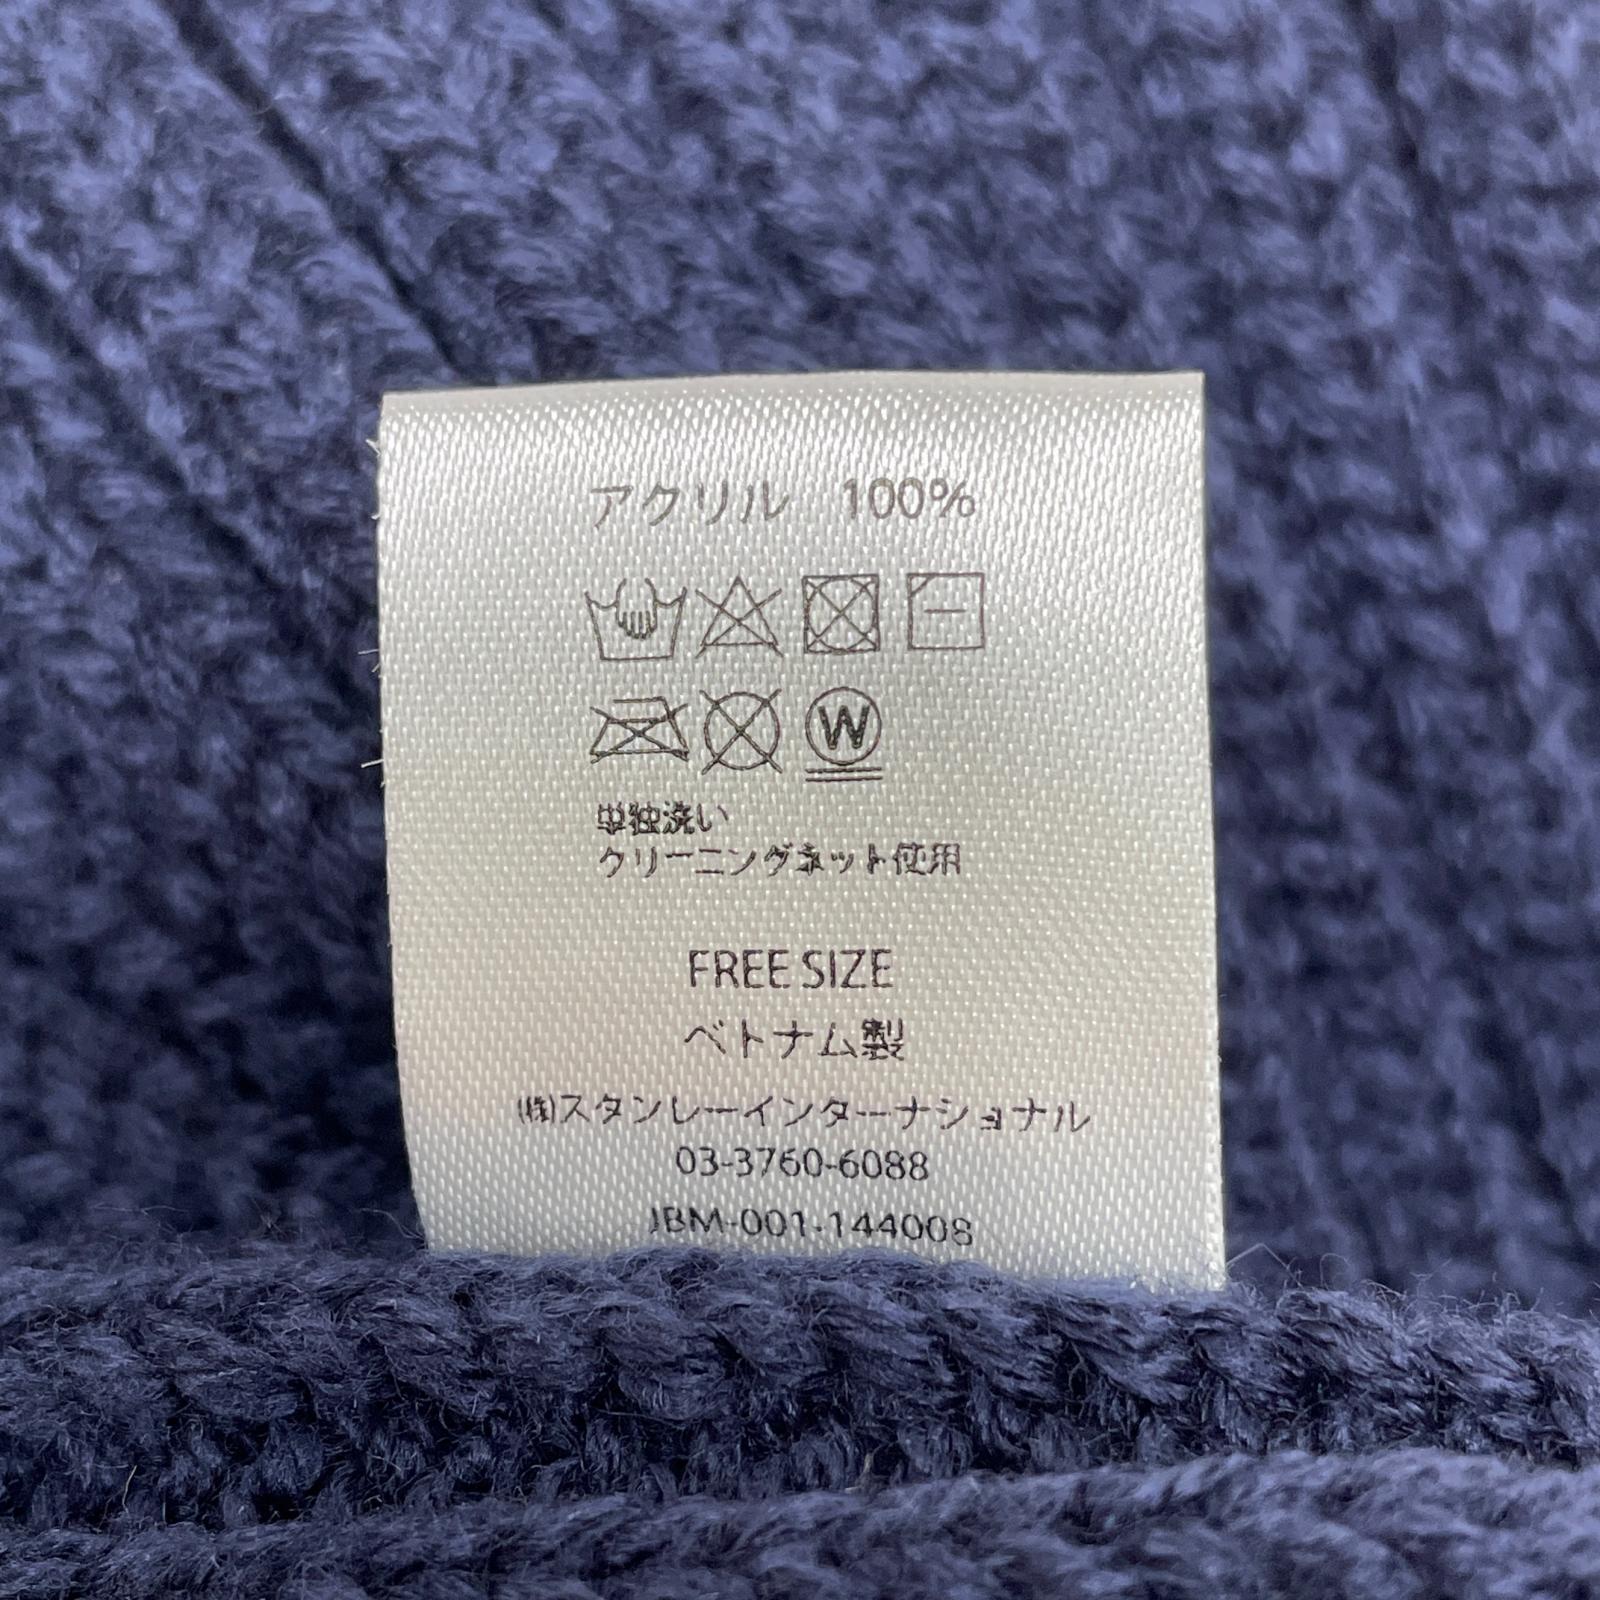 アクリル 100%
W
単独洗い
クリーニングネット使用
FREE SIZE
ベトナム製
(株)スタンレーインターナショナル
03-3760-6088
JBM-001-144008